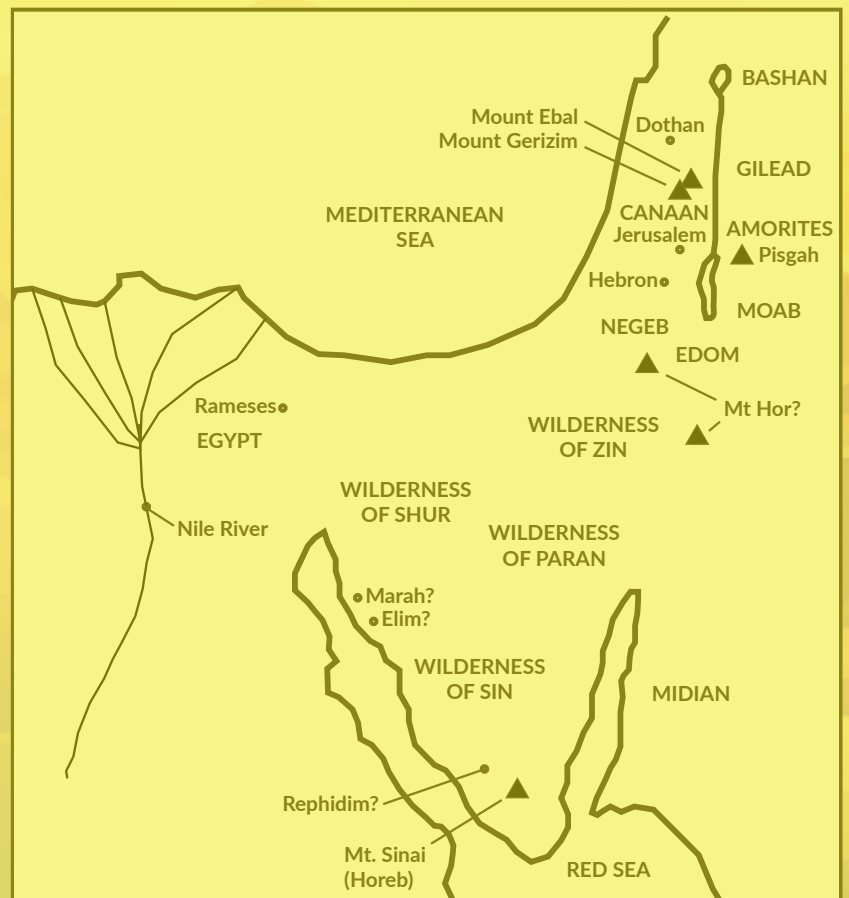 BASHAN
Mount Ebal
Dothan
Mount Gerizim
GILEAD
MEDITERRANEAN
SEA
CANAAN
AMORITES
Jerusalem
Pisgah
Hebron
MOAB
NEGEB
EDOM
Rameses
Mt Hor?
EGYPT
WILDERNESS
OF ZIN
WILDERNESS
OF SHUR
Nile River
WILDERNESS
OF PARAN
Marah?
Elim?
WILDERNESS
OF SIN
MIDIAN
Rephidim?
Mt. Sinai
(Horeb)
RED SEA